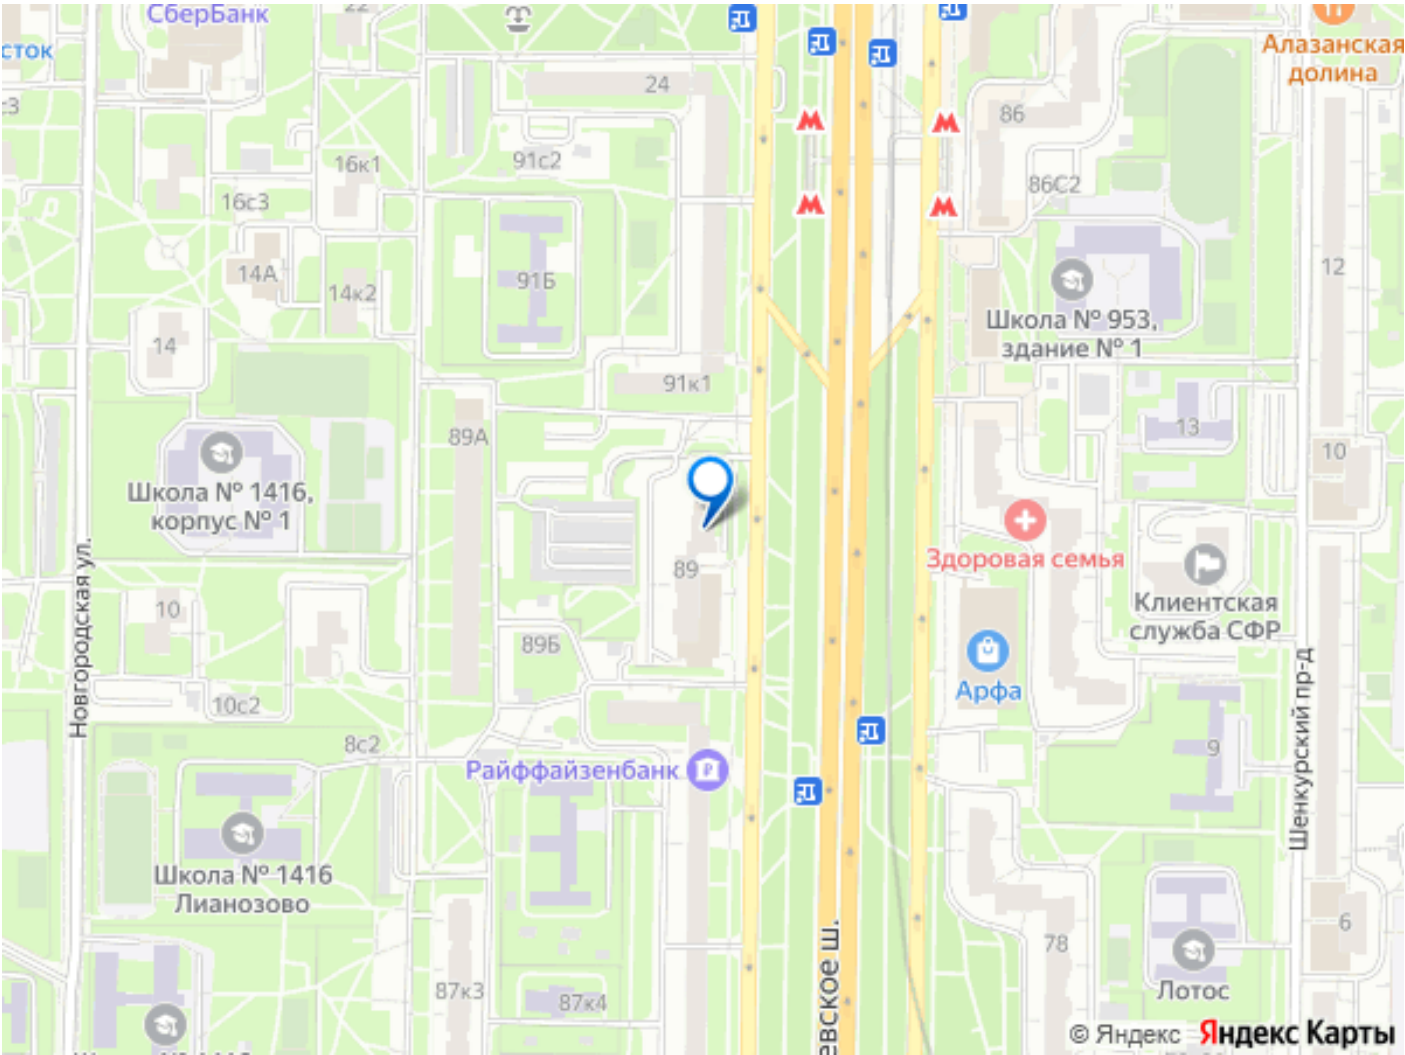 СберБанк
22
сток
с3
24
Алазанская
долина
86
16к1
91с2
86С2
16с3
14А
91Б
14к2
12
Школа № 953,
здание № 1
14
91к1
89А
13
10
Школа № 1416,
корпус № 1
Здоровая семья
89
Клиентская
служба СФР
10
89Б
Новгородская ул.
Арфа
10с2
8с2
9
Райффайзенбанк
Шенкурский пр-д
Школа № 1416
Лианозово
6
78
евское ш.
Лотос
87к3
87к4
© Яндекс Яндекс Карты